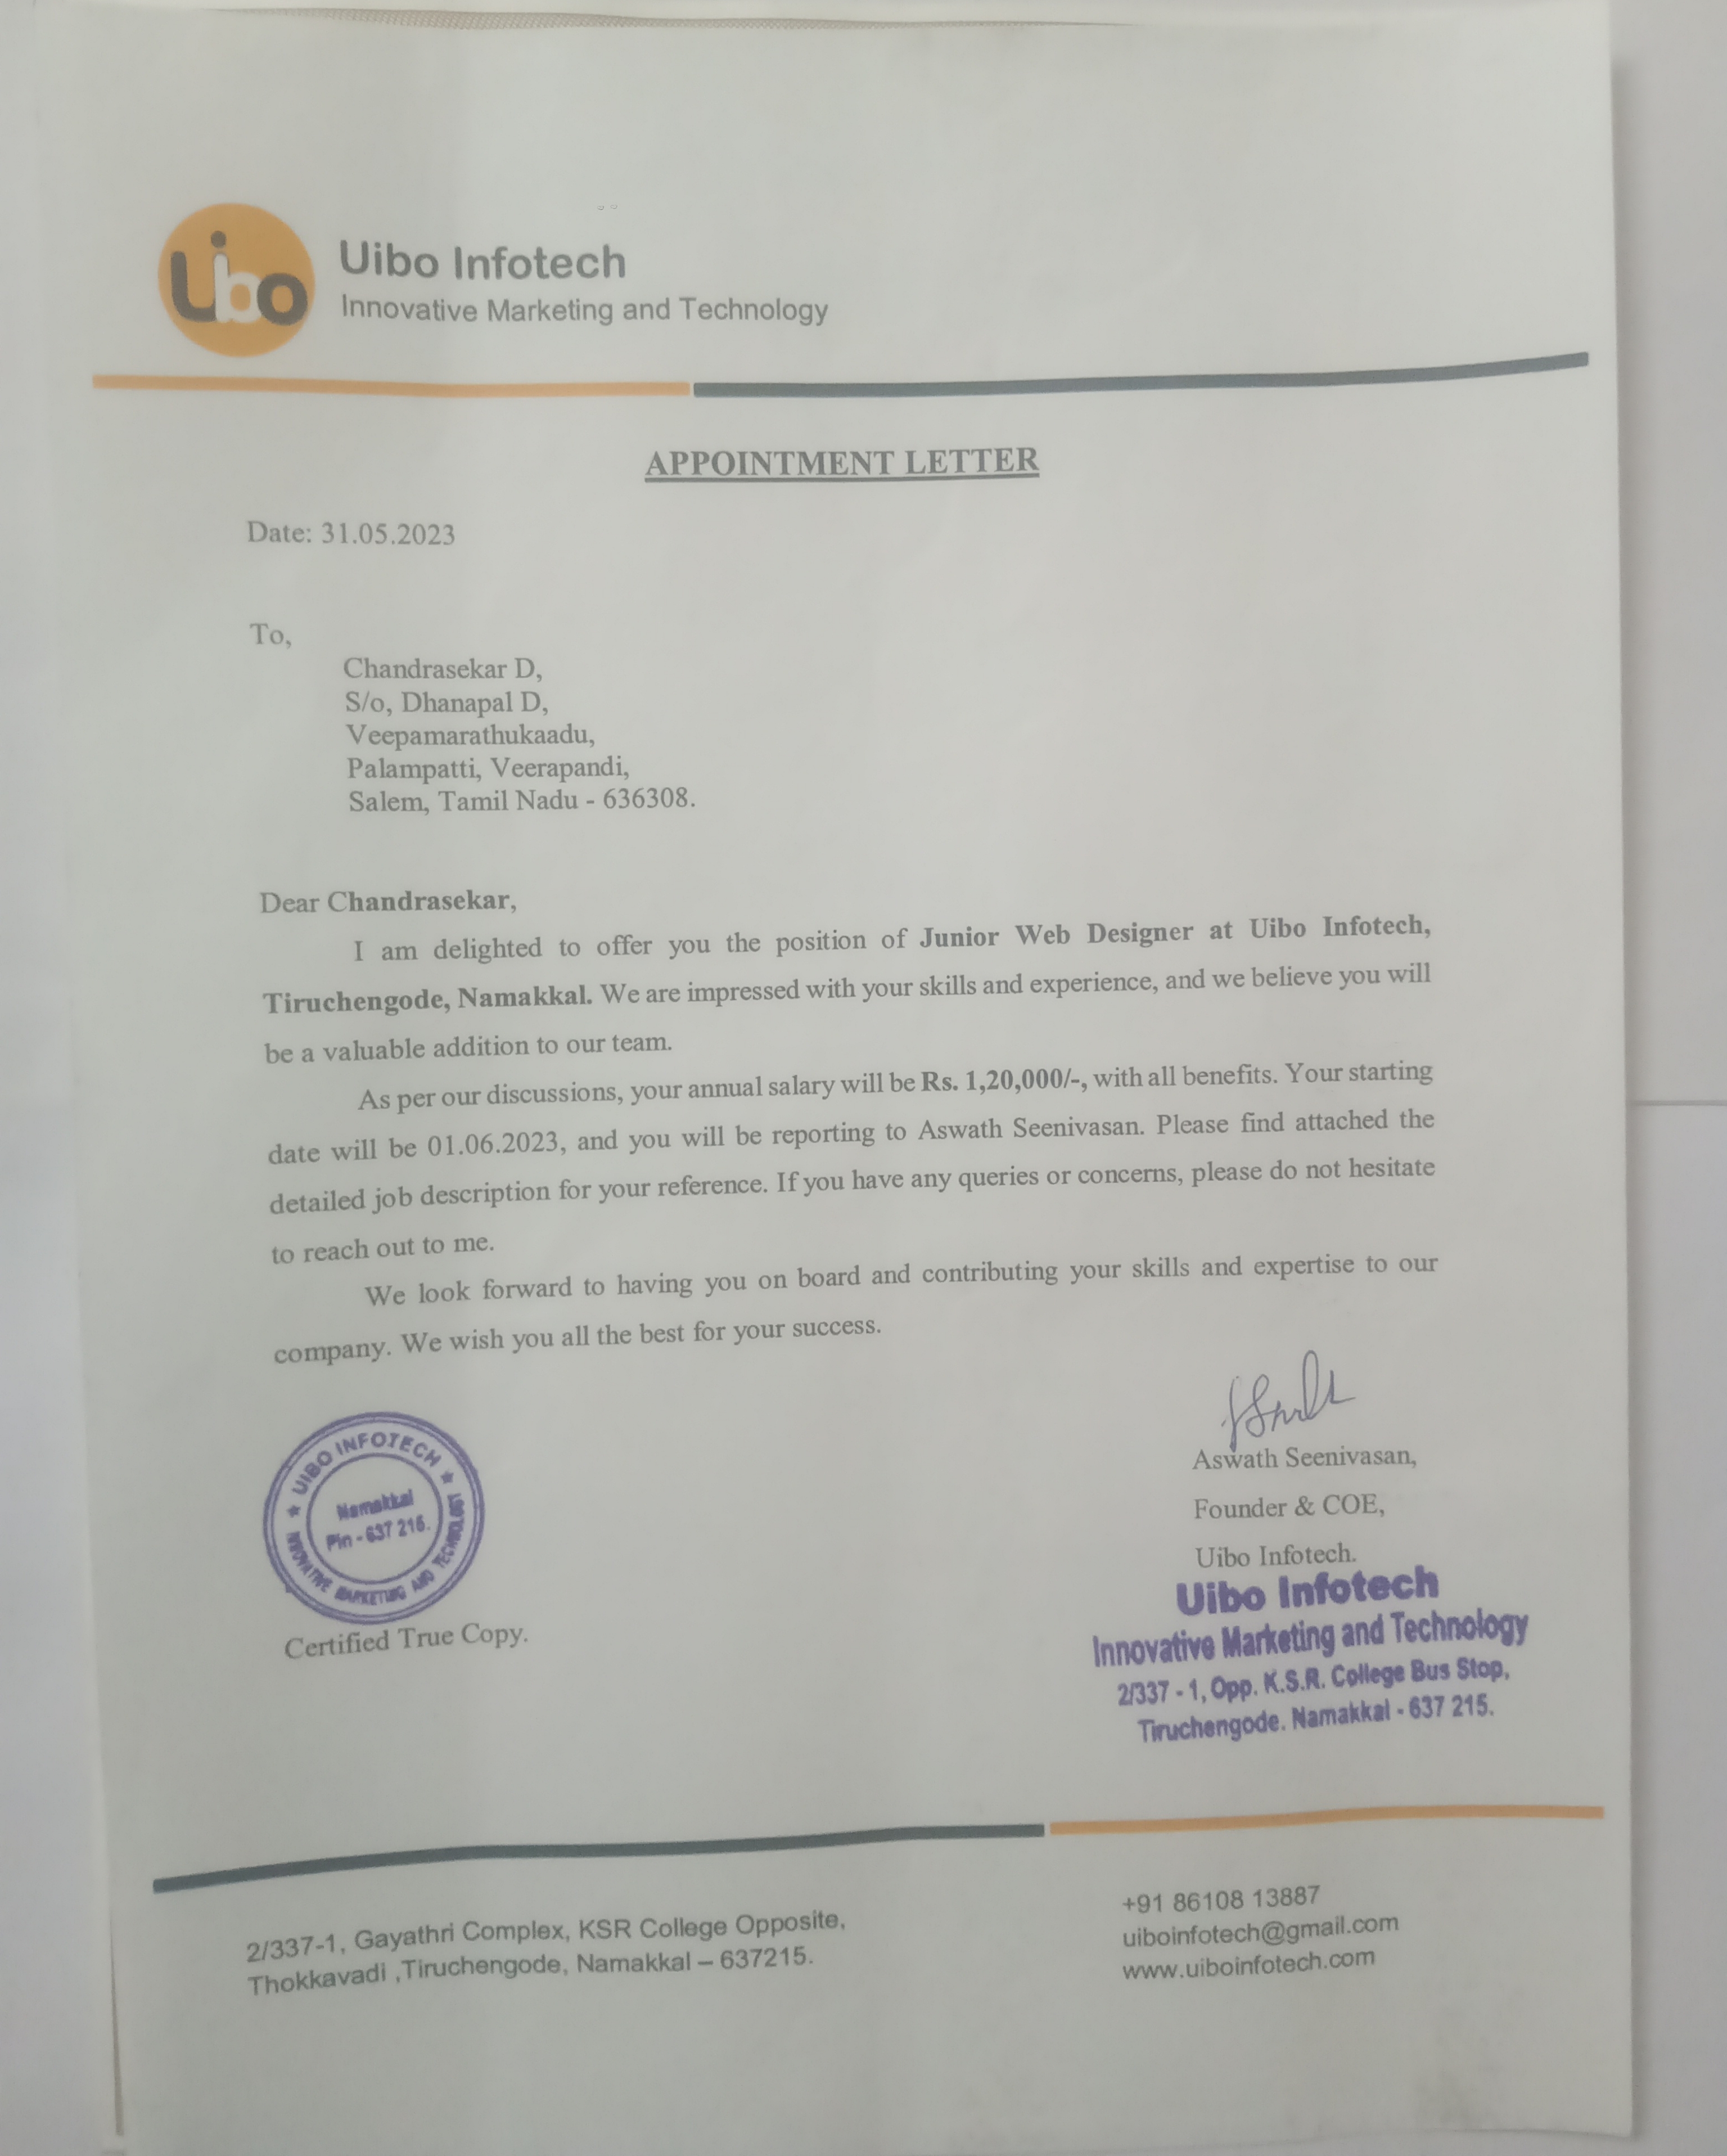 Uibo
Uibo Infotech
Innovative Marketing and Technology
APPOINTMENT LETTER
Date: 31.05.2023
To,
Chandrasekar D,
S/o, Dhanapal D,
Veepamarathukaadu,
Palampatti, Veerapandi,
Salem, Tamil Nadu - 636308.
Dear Chandrasekar,
I am delighted to offer you the position of Junior Web Designer at Uibo Infotech,
Tiruchengode, Namakkal. We are impressed with your skills and experience, and we believe you will
be a valuable addition to our team.
As per our discussions, your annual salary will be Rs. 1,20,000/-, with all benefits. Your starting
date will be 01.06.2023, and you will be reporting to Aswath Seenivasan. Please find attached the
detailed job description for your reference. If you have any queries or concerns, please do not hesitate
to reach out to me.
We look forward to having you on board and contributing your skills and expertise to our
company. We wish you all the best for your success.
UIBO INFOTECH
Namakkal
Pin - 637 215.
INNOVATIVE MARKETING AND TECHNOLOGY
Certified True Copy.
Aswath Seenivasan,
Founder & COE,
Uibo Infotech.
Uibo Infotech
Innovative Marketing and Technology
2/337 - 1, Opp. K.S.R. College Bus Stop,
Tiruchengode. Namakkal - 637 215.
2/337-1, Gayathri Complex, KSR College Opposite,
Thokkavadi ,Tiruchengode, Namakkal – 637215.
+91 86108 13887
uiboinfotech@gmail.com
www.uiboinfotech.com